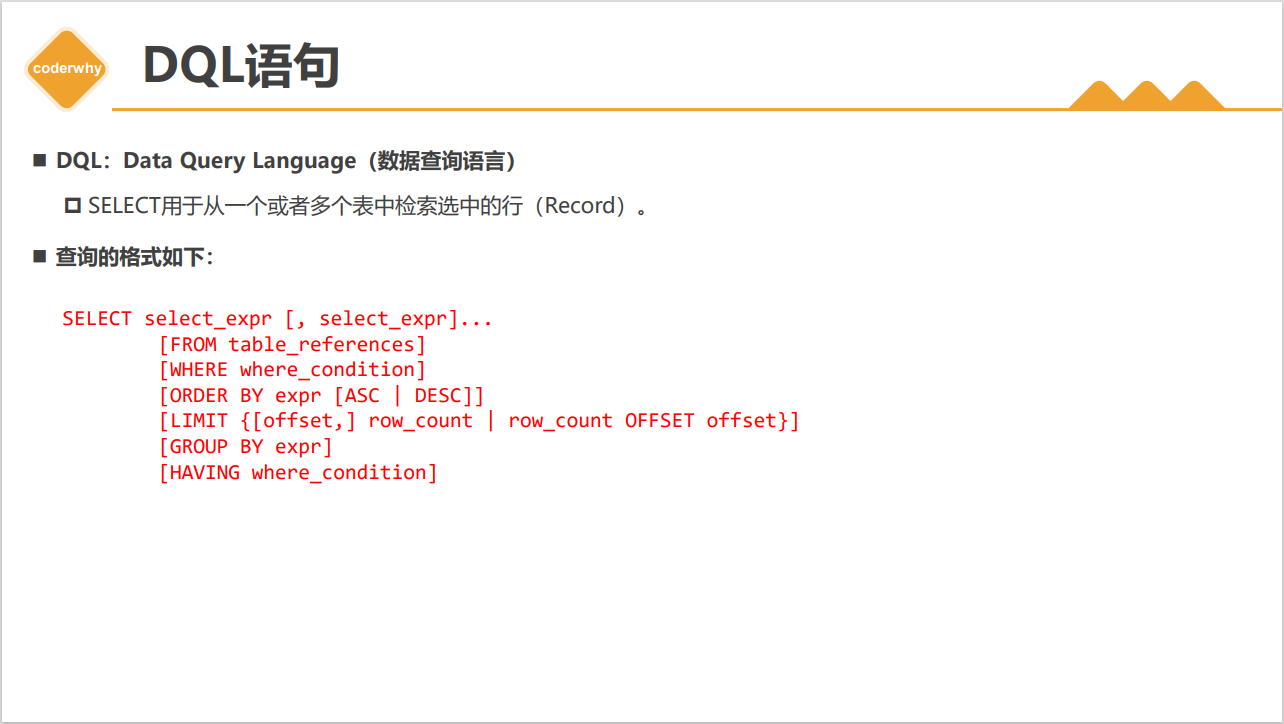 coderwhy
DQL语句
DQL：Data Query Language（数据查询语言）
SELECT用于从一个或者多个表中检索选中的行（Record）。
查询的格式如下：
SELECT select_expr [, select_expr]...
[FROM table_references]
[WHERE where_condition]
[ORDER BY expr [ASC | DESC]]
[LIMIT {[offset,] row_count | row_count OFFSET offset}]
[GROUP BY expr]
[HAVING where_condition]